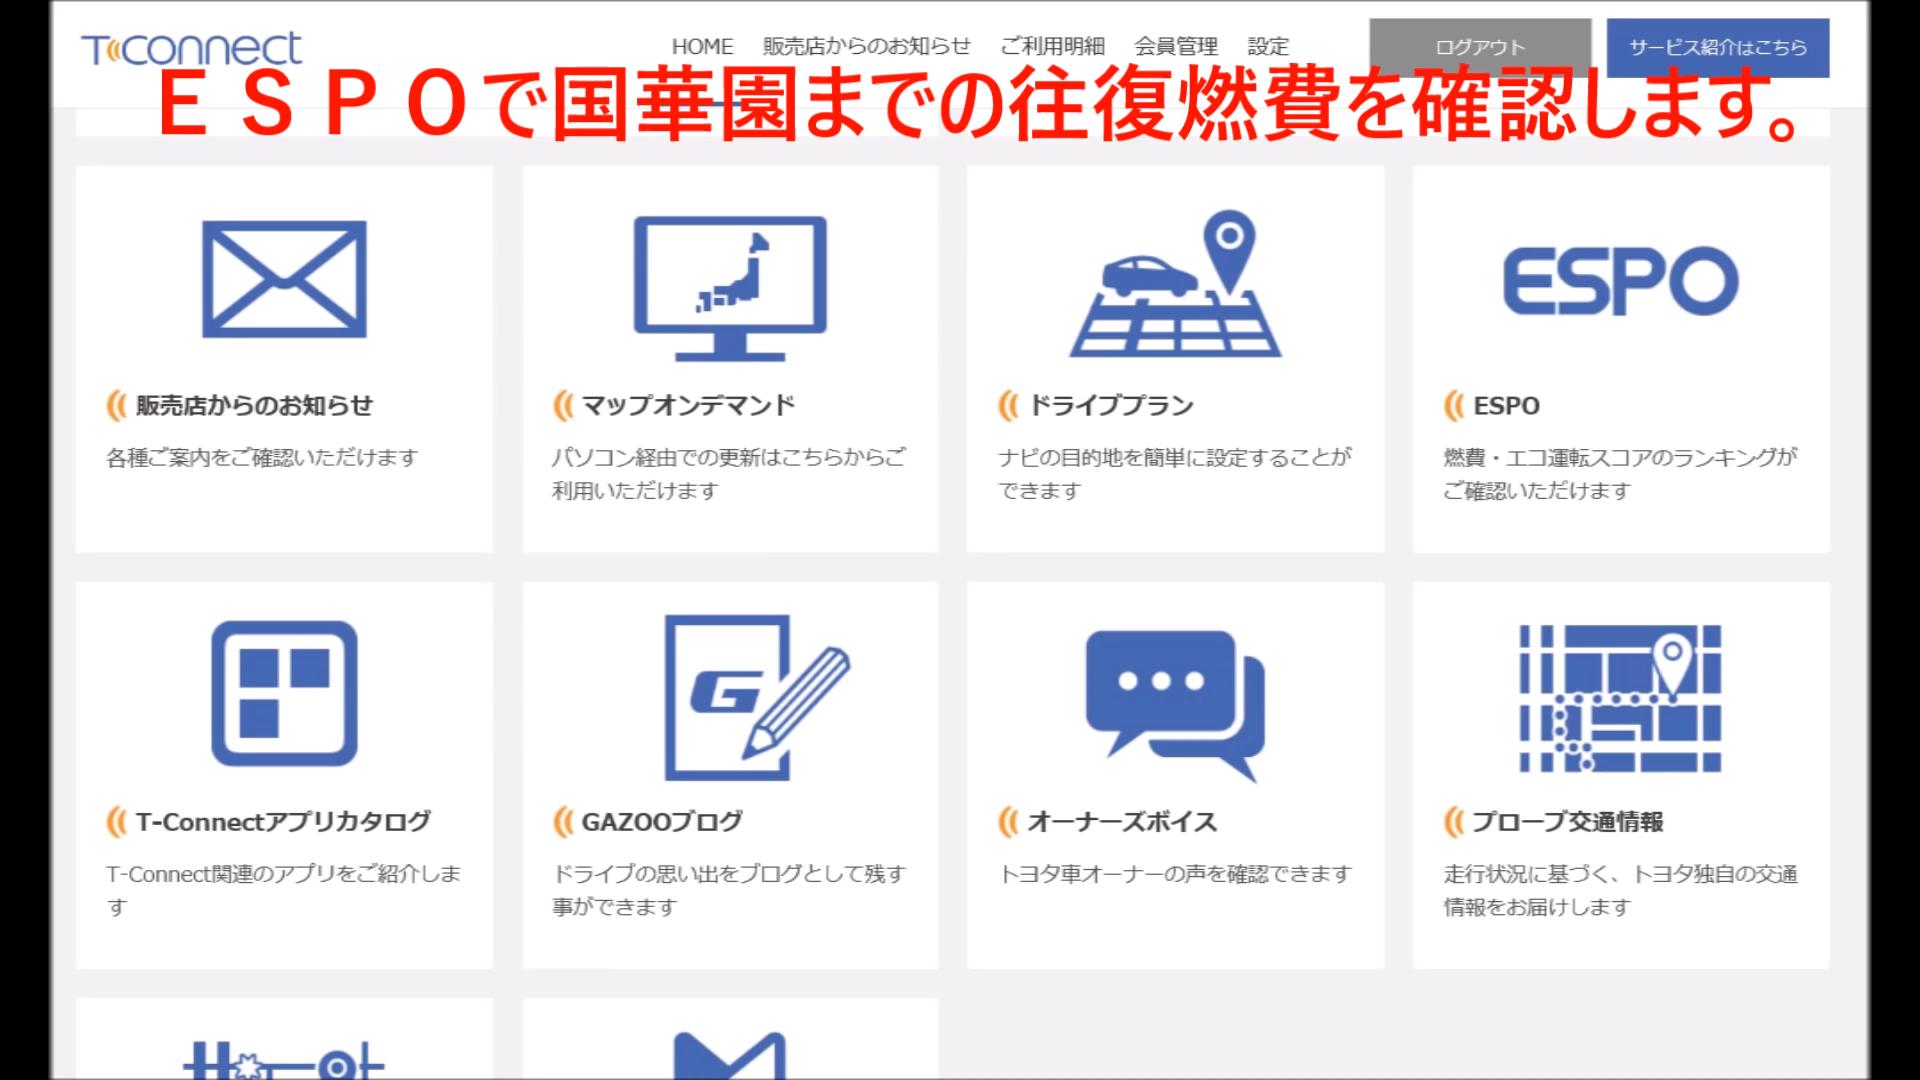 T-Connect
HOME 販売店からのお知らせ ご利用明細 会員管理 設定
ログアウト
サービス紹介はこちら
ＥＳＰＯで国華園までの往復燃費を確認します。
販売店からのお知らせ
各種ご案内をご確認いただけます
マップオンデマンド
パソコン経由での更新はこちらからご
利用いただけます
ドライブプラン
ナビの目的地を簡単に設定することが
できます
ESPO
ESPO
燃費・エコ運転スコアのランキングが
ご確認いただけます
T-Connectアプリカタログ
T-Connect関連のアプリをご紹介しま
す
G
GAZOOブログ
ドライブの思い出をブログとして残す
事ができます
オーナーズボイス
トヨタ車オーナーの声を確認できます
プローブ交通情報
走行状況に基づく、トヨタ独自の交通
情報をお届けします